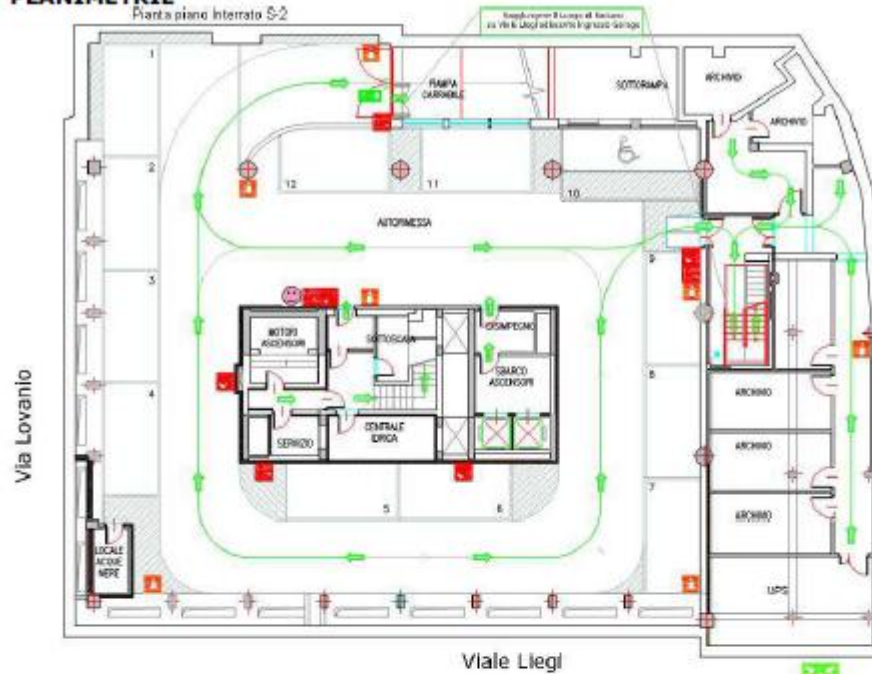 PLANIMETRIE
Pianta piano Interrato S-2
1
RAMPA
CARRABILE
SOTTORAMPA
ARCHIVIO
ARCHIVIO
2
12
11
10
AUTORIMESSA
3
9
MOTORI
ASCENSORI
SOTTOSCALA
DISIMPEGNO
SBARCO
ASCENSORI
4
8
ARCHIVIO
Via Lovanio
SERVIZIO
CENTRALE
IDRICA
ARCHIVIO
5
6
7
ARCHIVIO
LOCALE
ACQUE
NERE
UPS
Viale Liegi